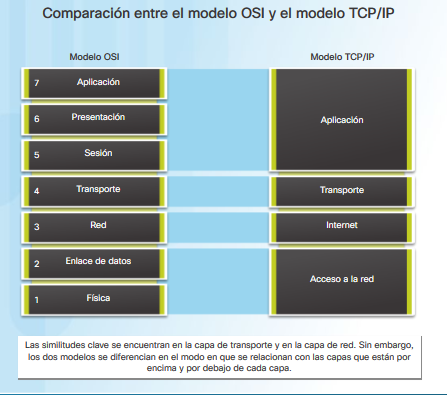 Comparación entre el modelo OSI y el modelo TCP/IP
Modelo OSI
Modelo TCP/IP
7 Aplicación
6 Presentación
5 Sesión
Aplicación
4 Transporte
Transporte
3 Red
Internet
2 Enlace de datos
1 Física
Acceso a la red
Las similitudes clave se encuentran en la capa de transporte y en la capa de red. Sin embargo,
los dos modelos se diferencian en el modo en que se relacionan con las capas que están por
encima y por debajo de cada capa.